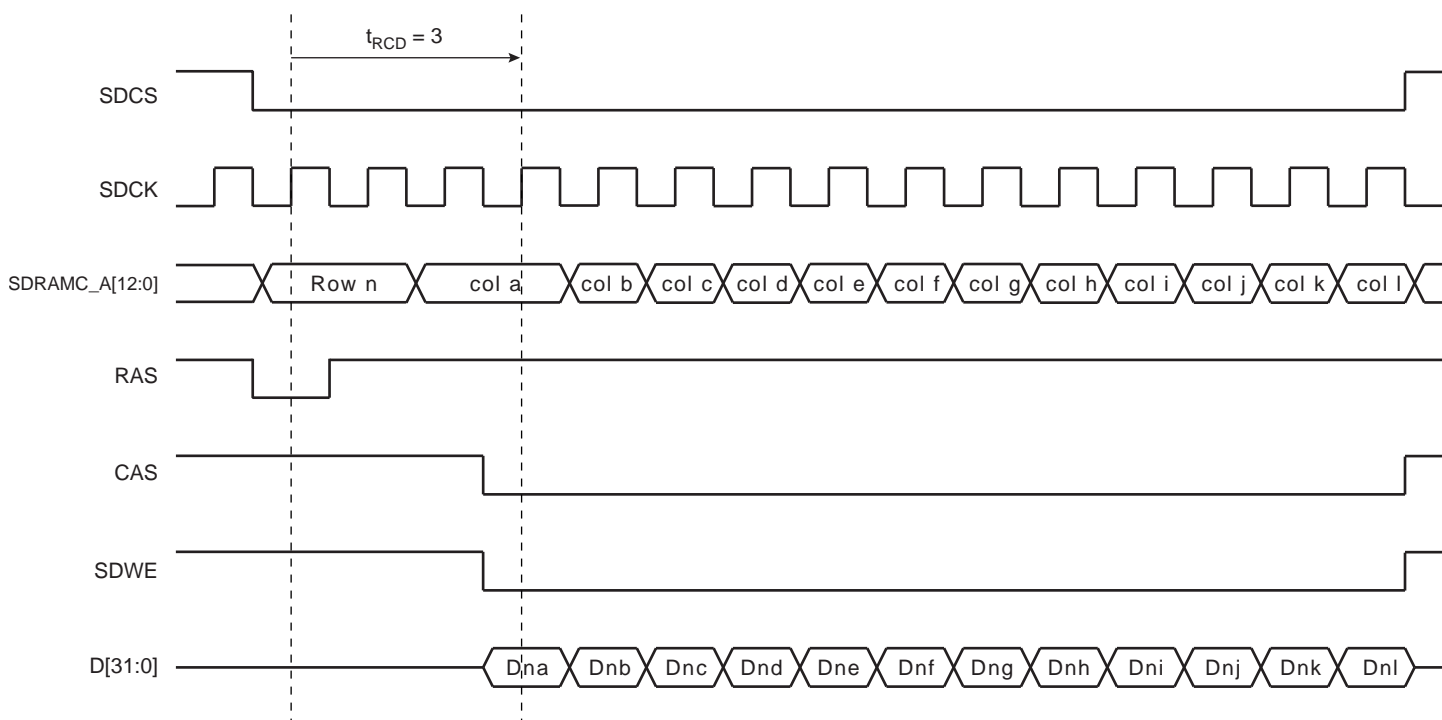 tRCD = 3
SDCS
SDCK
SDRAMC_A[12:0] Row n col a col b col c col d col e col f col g col h col i col j col k col l
RAS
CAS
SDWE
D[31:0] Dna Dnb Dnc Dnd Dne Dnf Dng Dnh Dni Dnj Dnk Dnl